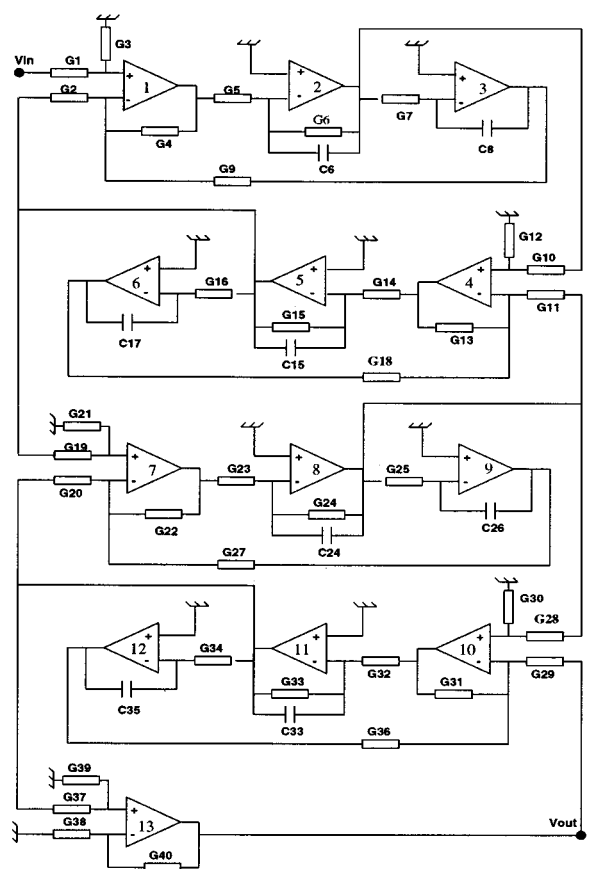 G3
Vin
G1
+
1
-
G2
G4
G5
+
2
-
G6
C6
G7
+
3
-
C8
G9
G12
G10
+
4
-
G11
G13
G14
+
5
-
G15
C15
G16
+
6
-
C17
G18
G21
G19
+
7
-
G20
G22
G23
+
8
-
G24
C24
G25
+
9
-
C26
G27
G30
G28
+
10
-
G29
G31
G32
+
11
-
G33
C33
G34
+
12
-
C35
G36
G39
G37
+
13
-
G38
G40
Vout